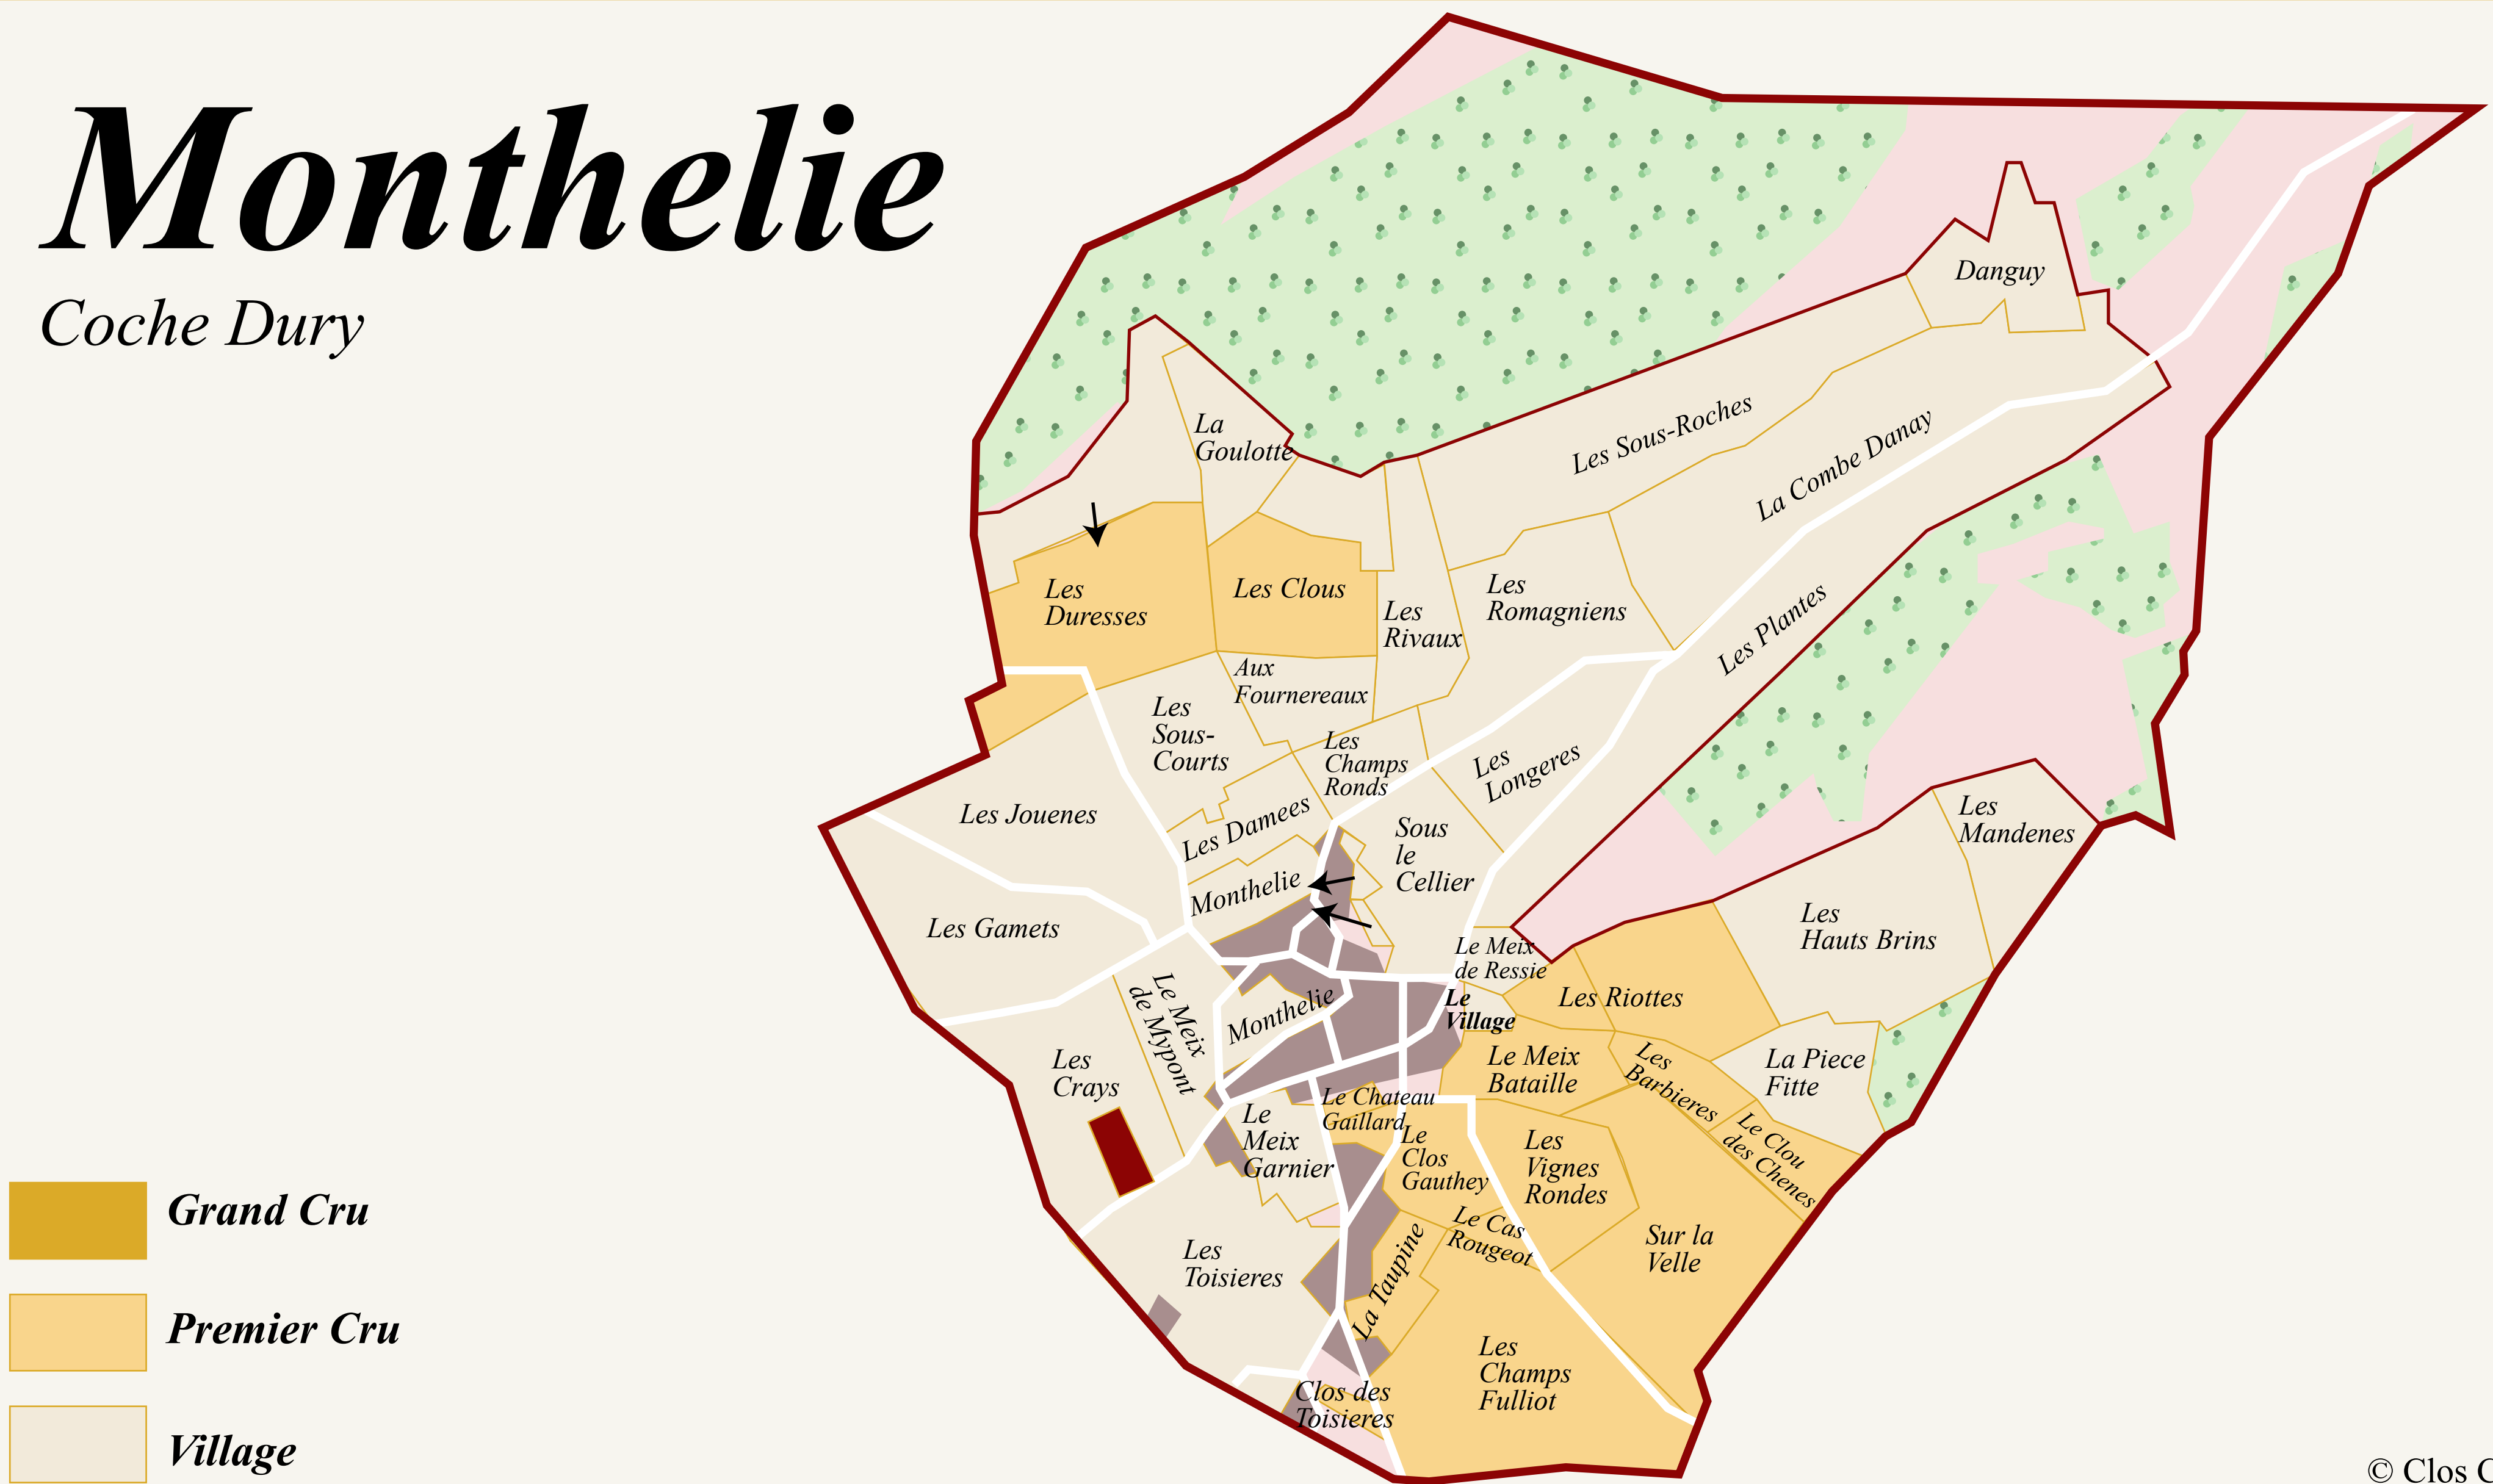 Monthelie
Coche Dury
Danguy
La
Goulotte
Les Sous-Roches
La Combe Danay
Les
Duresses
Les Clous
Les
Rivaux
Les
Romagniens
Les Plantes
Aux
Fournereaux
Les
Sous-
Courts
Les
Champs
Ronds
Les
Longeres
Les Jouenes
Les Damees
Sous
le
Cellier
Les
Mandenes
Monthelie
Les Gamets
Les
Hauts Brins
Le Meix
de Ressie
Le Meix
de Mypont
Monthelie
Le
Village
Les Riottes
Les
Crays
Le Meix
Bataille
Les
Barbieres
La Piece
Fitte
Le Chateau
Gaillard
Le
Meix
Garnier
Le
Clos
Gauthey
Les
Vignes
Rondes
Le Clou
des Chenes
Le Cas
Rougeot
Sur la
Velle
Les
Toisieres
La Taupine
Les
Champs
Fulliot
Clos des
Toisieres
Grand Cru
Premier Cru
Village
© Clos C